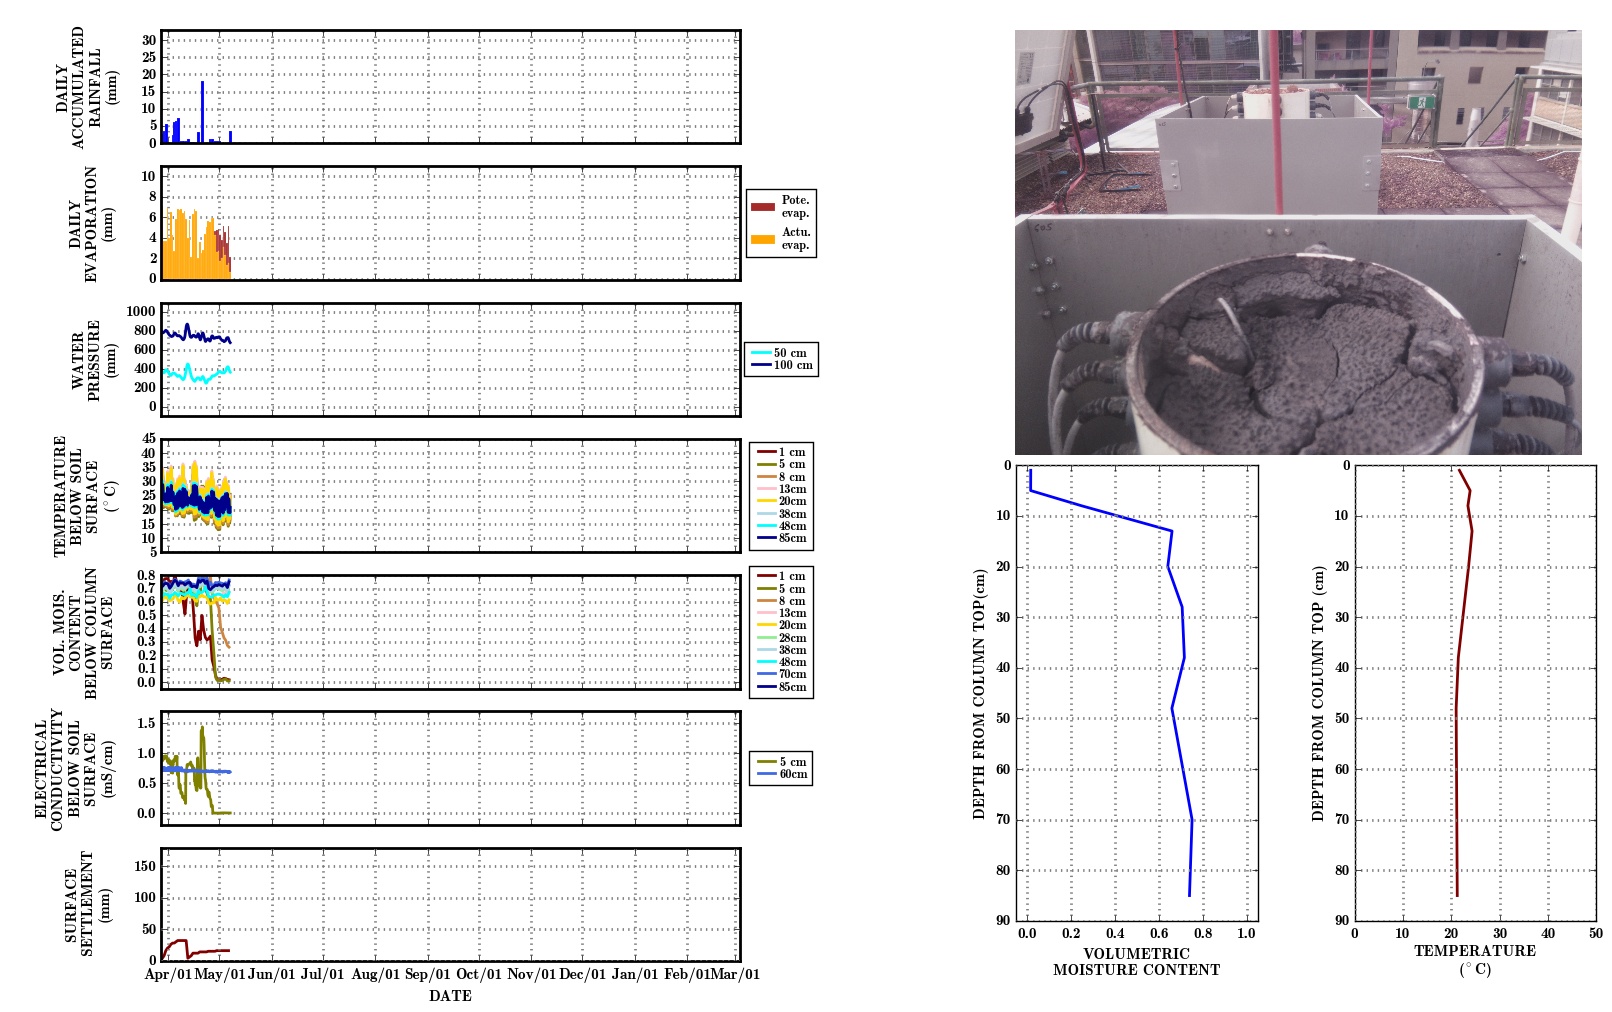 DAILY
ACCUMULATED
RAINFALL
(mm)
30
25
20
15
10
5
0
DAILY
EVAPORATION
(mm)
10
8
6
4
2
0
Pote.
evap.
Actu.
evap.
WATER
PRESSURE
(mm)
1000
800
600
400
200
0
50 cm
100 cm
TEMPERATURE
BELOW SOIL
SURFACE
(°C)
45
40
35
30
25
20
15
10
5
1 cm
5 cm
8 cm
13cm
20cm
38cm
48cm
85cm
VOL. MOIS.
CONTENT
BELOW COLUMN
SURFACE
0.8
0.7
0.6
0.5
0.4
0.3
0.2
0.1
0.0
1 cm
5 cm
8 cm
13cm
20cm
28cm
38cm
48cm
70cm
85cm
ELECTRICAL
CONDUCTIVITY
BELOW SOIL
SURFACE
(mS/cm)
1.5
1.0
0.5
0.0
5 cm
60cm
SURFACE
SETTLEMENT
(mm)
150
100
50
0
Apr/01 May/01 Jun/01 Jul/01 Aug/01 Sep/01 Oct/01 Nov/01 Dec/01 Jan/01 Feb/01 Mar/01
DATE
DEPTH FROM COLUMN TOP(cm)
0
10
20
30
40
50
60
70
80
90
0.0 0.2 0.4 0.6 0.8 1.0
VOLUMETRIC
MOISTURE CONTENT
DEPTH FROM COLUMN TOP (cm)
0
10
20
30
40
50
60
70
80
90
0 10 20 30 40 50
TEMPERATURE
(°C)